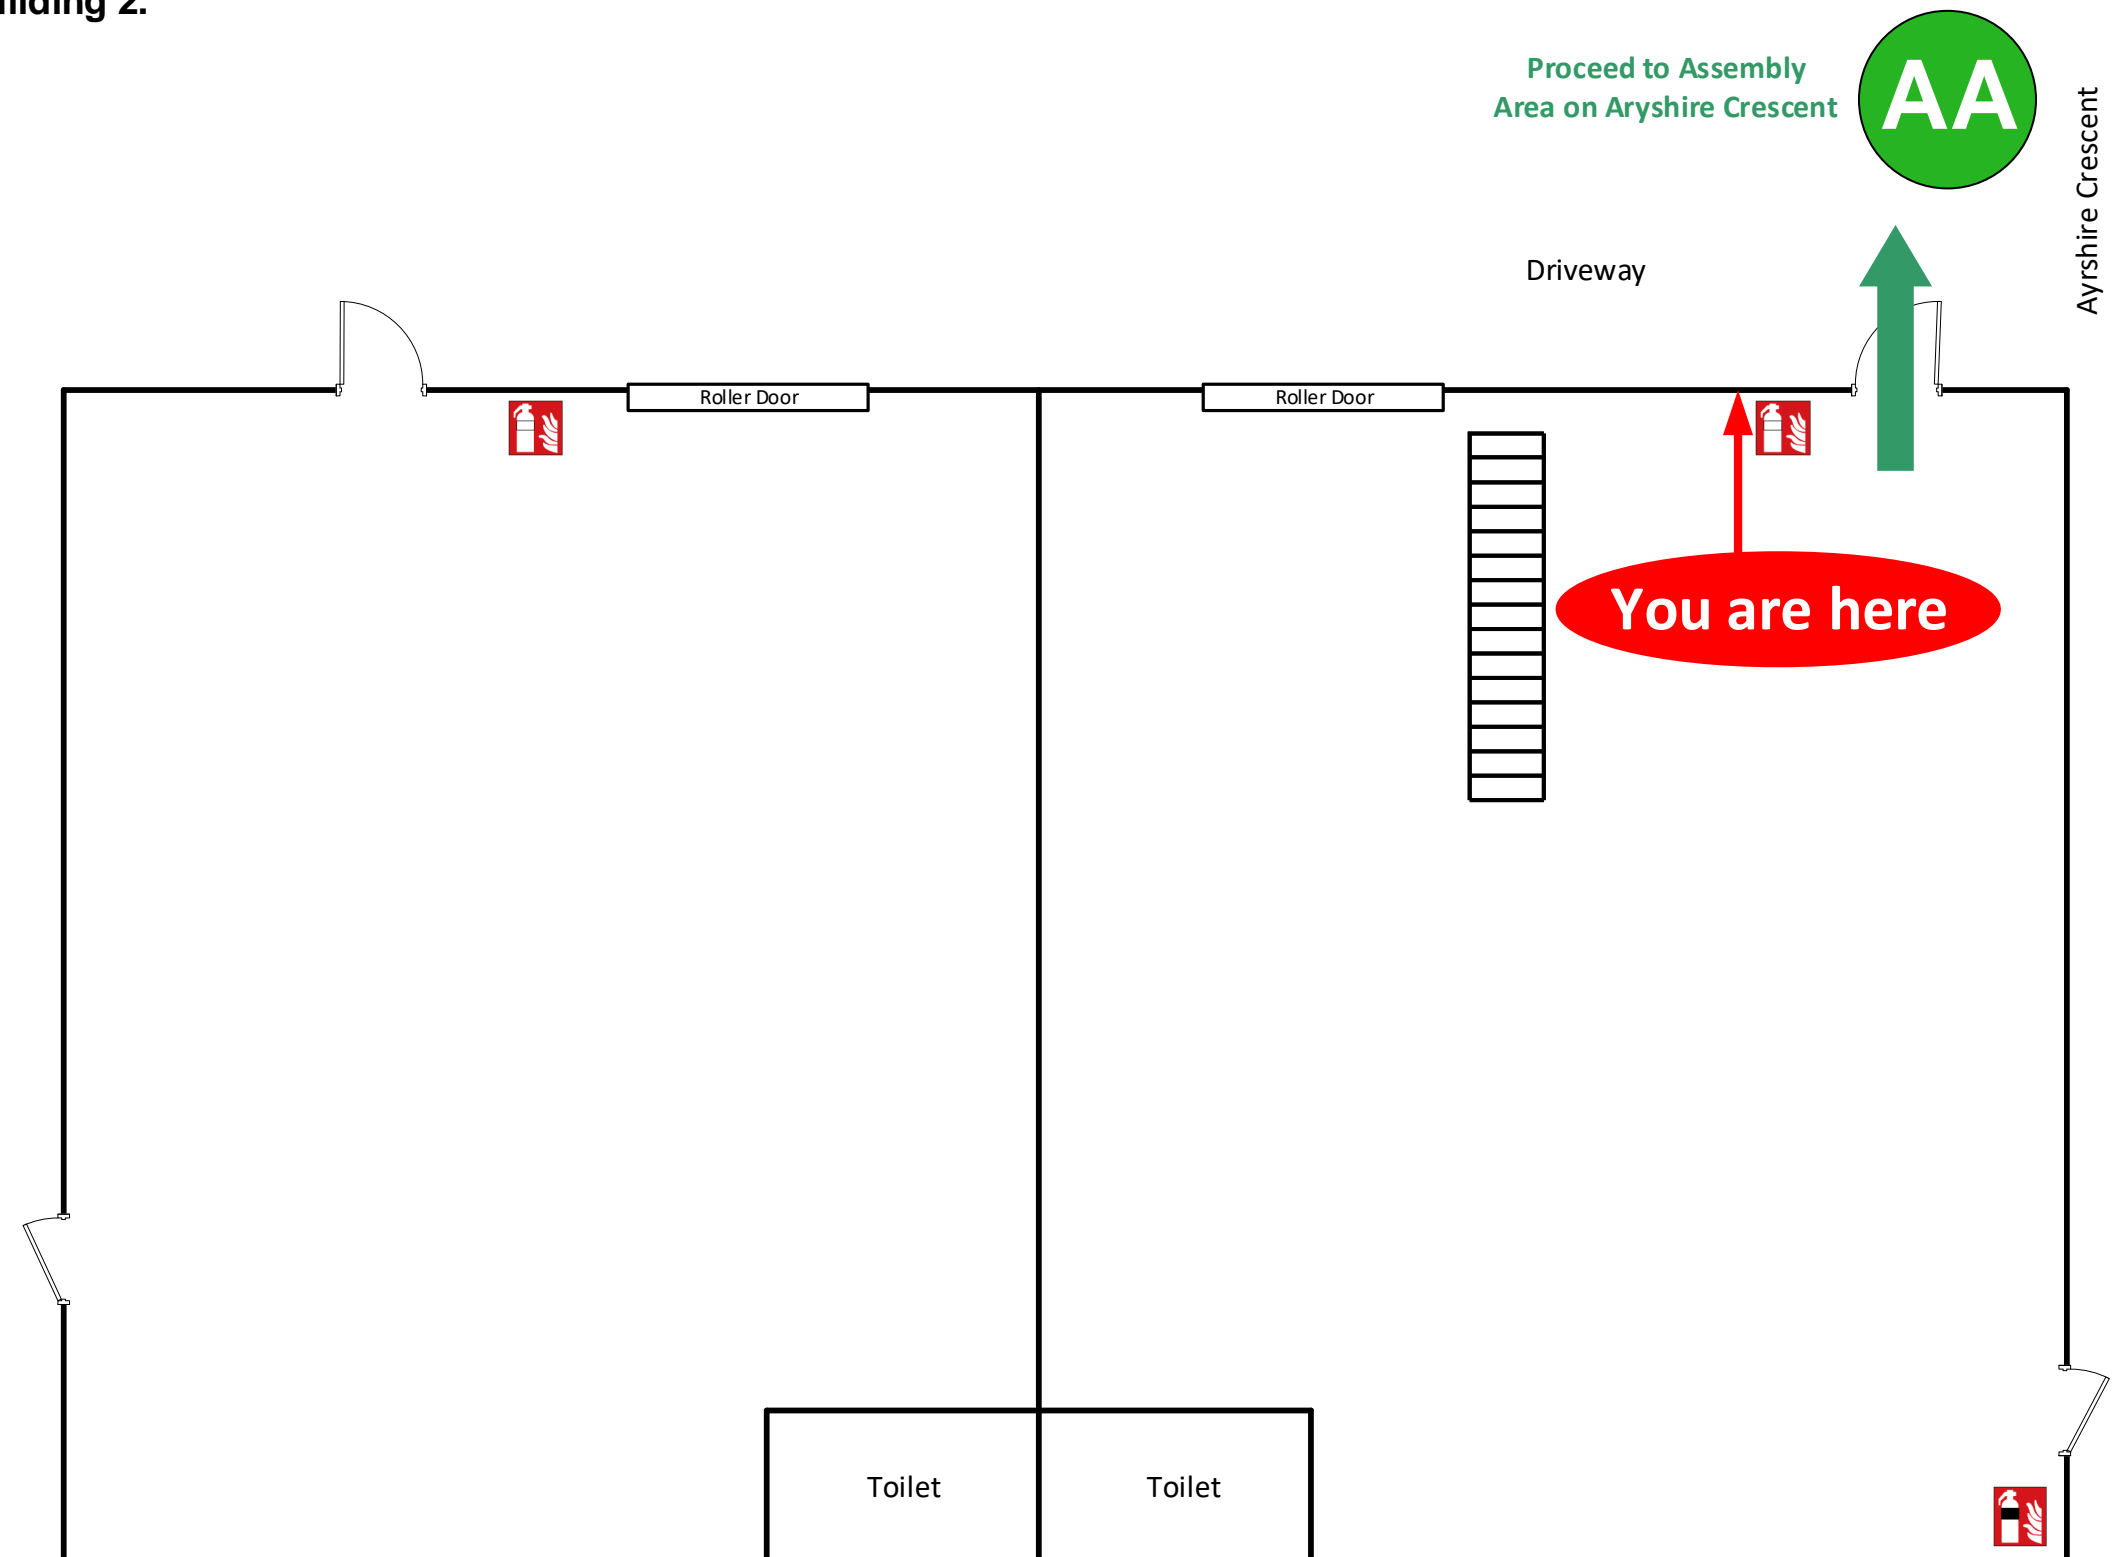 2.
Proceed to Assembly
Area on Aryshire Crescent
AA
Ayrshire Crescent
Driveway
Roller Door
Roller Door
You are here
Toilet
Toilet